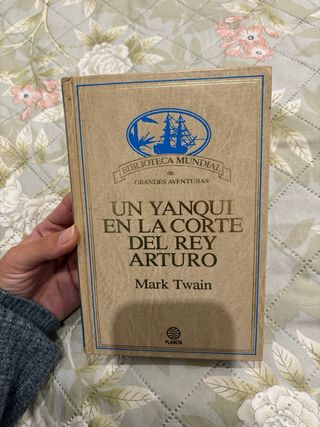 BIBLIOTECA MUNDIAL
de
GRANDES AVENTURAS
UN YANQUI
EN LA CORTE
DEL REY
ARTURO
Mark Twain
PLANETA